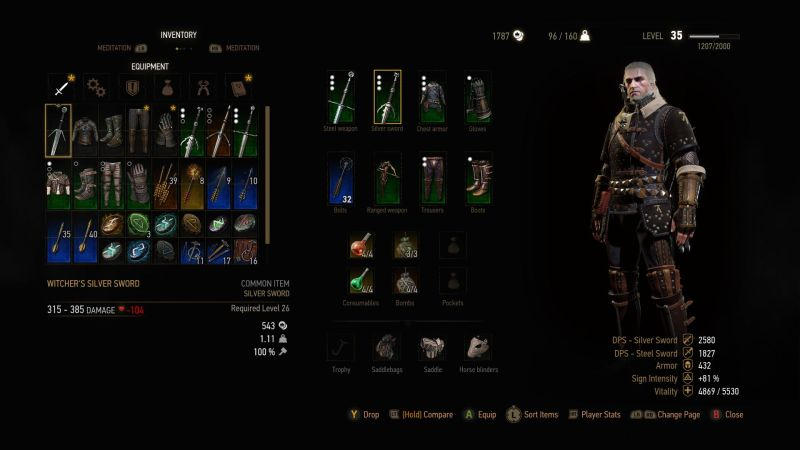 INVENTORY
MEDITATION LB RB MEDITATION
1787 96 / 160 LEVEL 35
1207/2000
EQUIPMENT
Steel weapon Silver sword Chest armor Gloves
39 8 9 10
32
Bolts Ranged weapon Trousers Boots
35 40 3
11 17 16
4/4 3/3
4/4 4/4
Consumables Bombs Pockets
WITCHER'S SILVER SWORD COMMON ITEM
SILVER SWORD
315 - 385 DAMAGE -104 Required Level 26
543
1.11
100 %
Trophy Saddlebags Saddle Horse blinders
DPS - Silver Sword 2580
DPS - Steel Sword 1827
Armor 432
Sign Intensity +81 %
Vitality 4869 / 5530
Y Drop [Hold] Compare A Equip L Sort Items Player Stats LB RB Change Page B Close